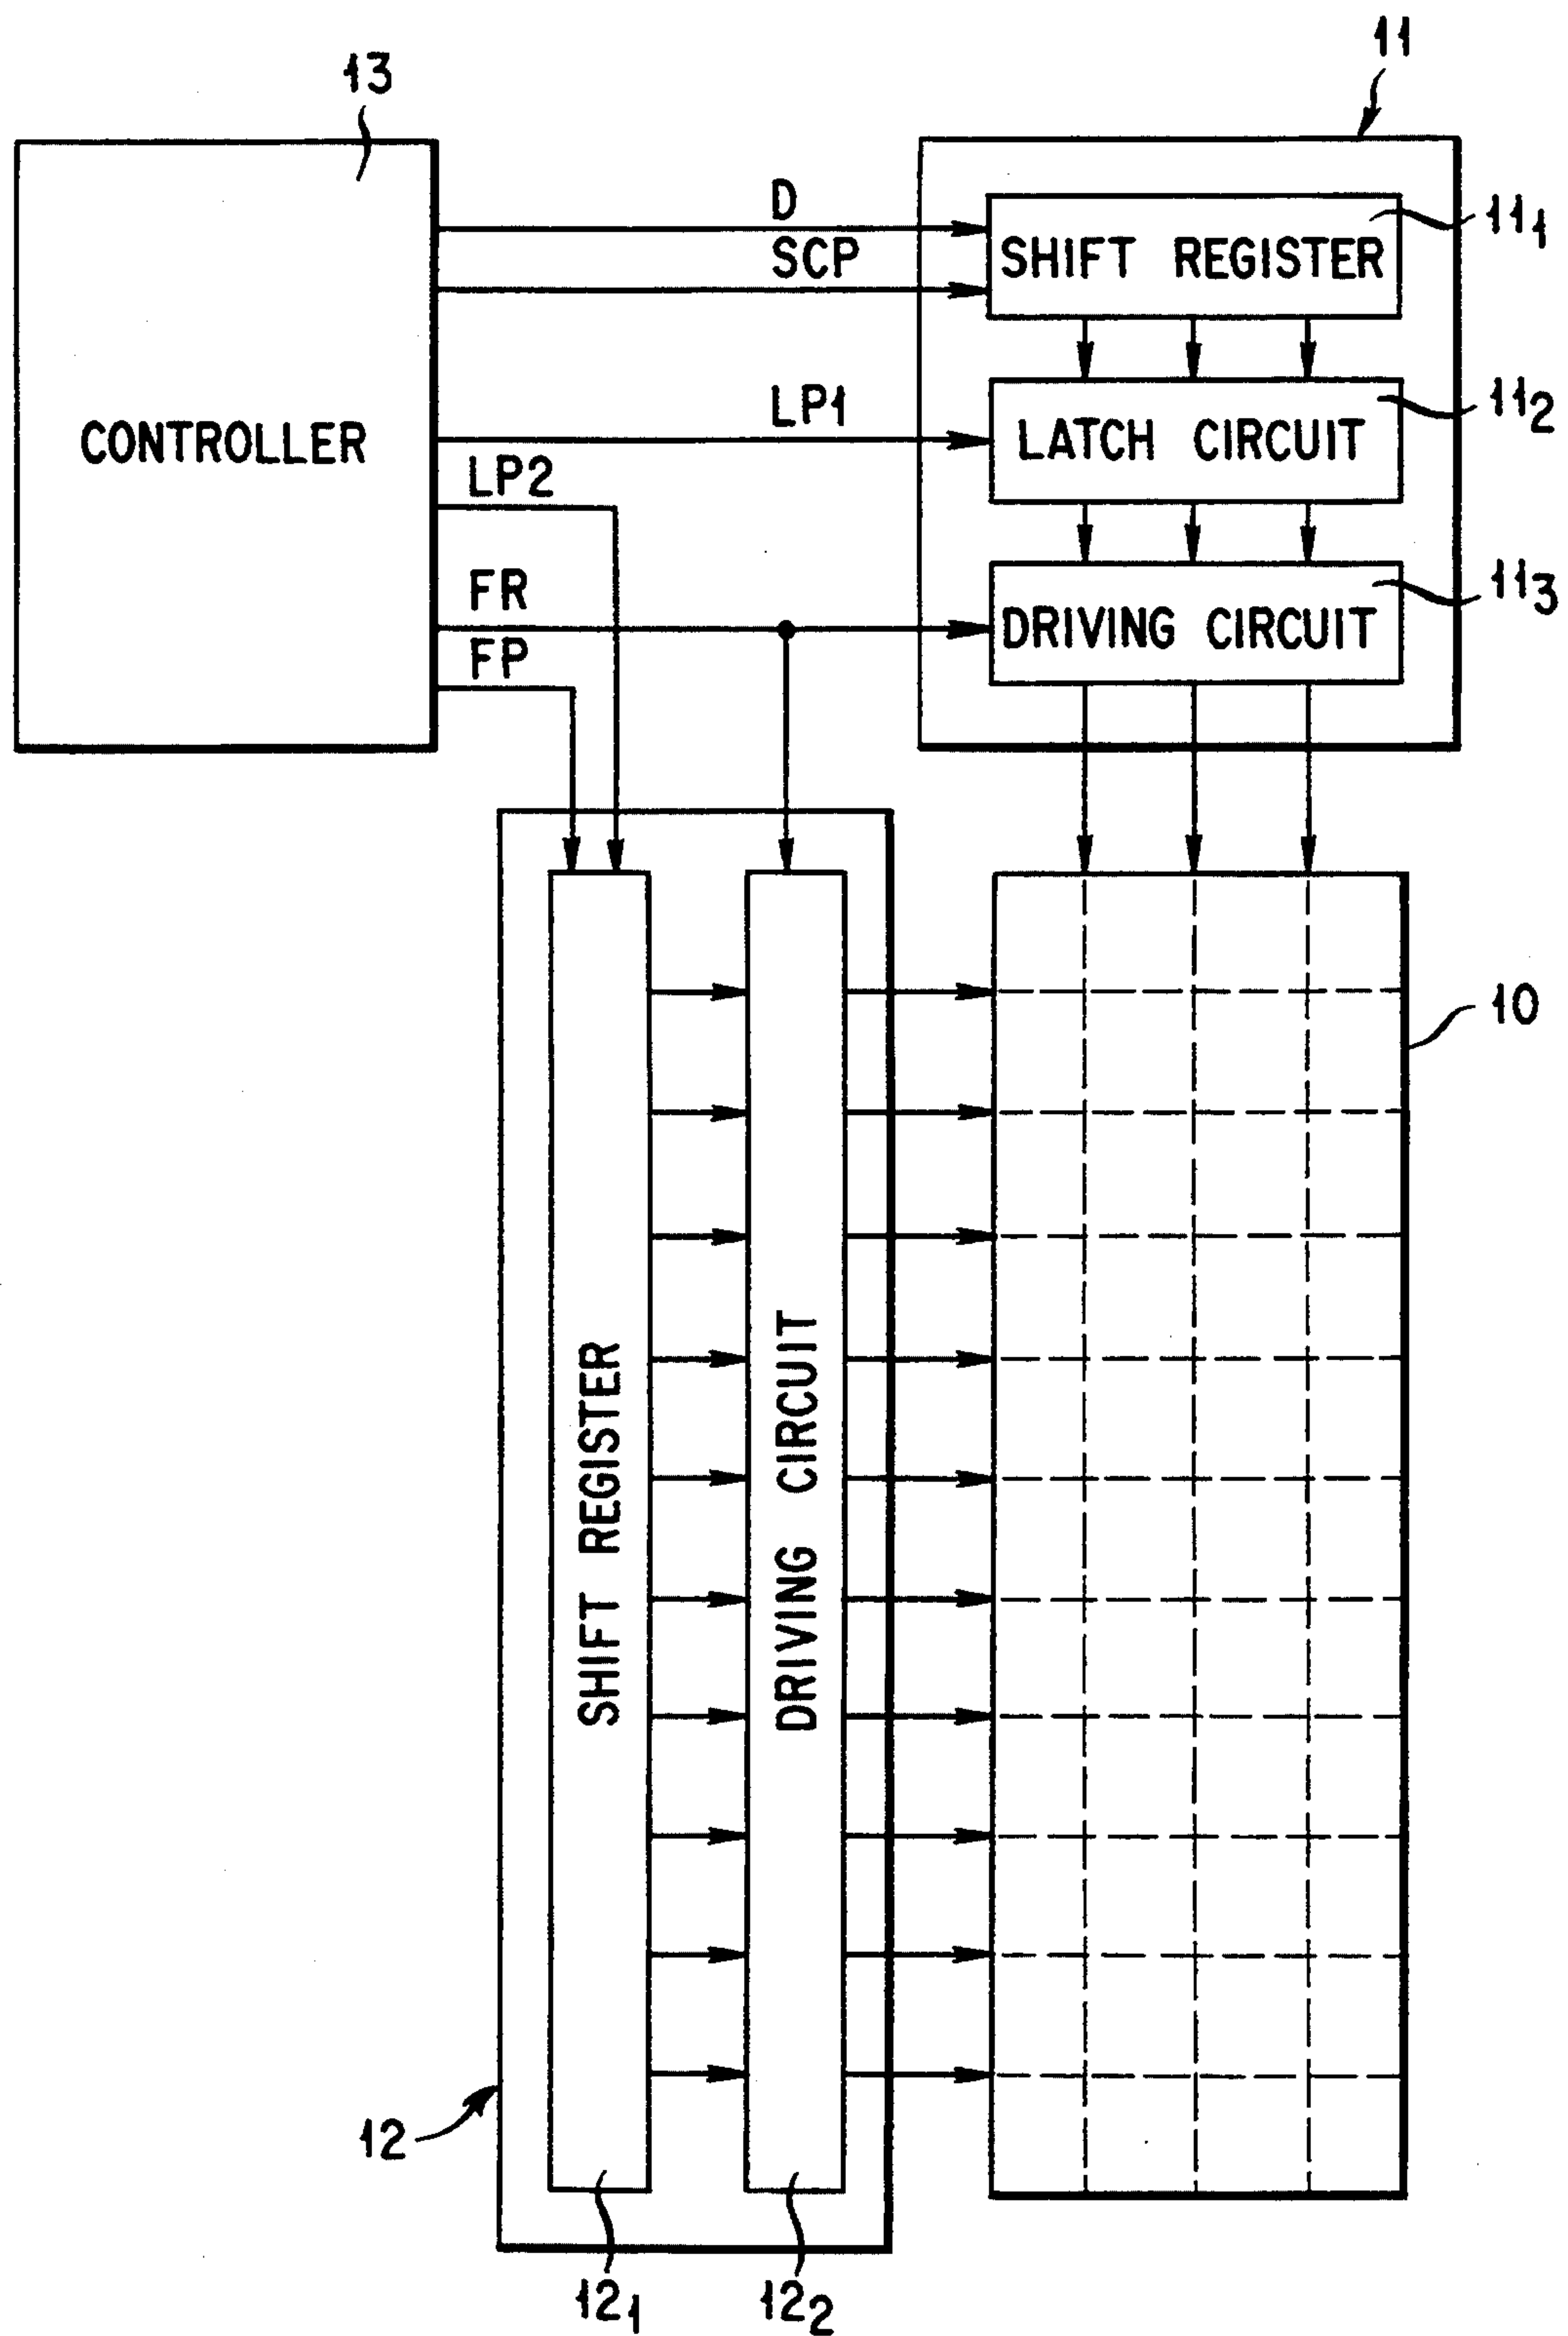 11
13
D
11₁
SCP
SHIFT REGISTER
LP1
11₂
CONTROLLER
LATCH CIRCUIT
LP2
FR
11₃
DRIVING CIRCUIT
FP
10
SHIFT REGISTER
DRIVING CIRCUIT
12
12₁
12₂